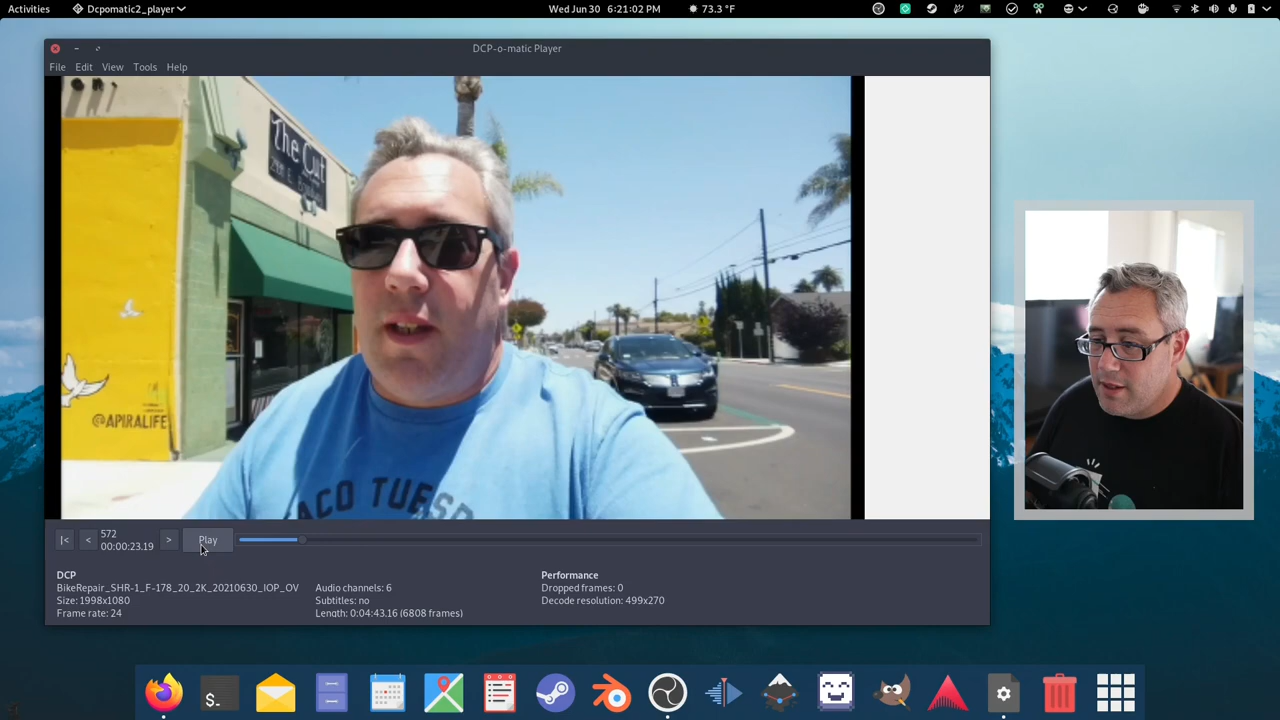 Activities
Dcpomatic2_player
Wed Jun 30 6:21:02 PM
73.3 °F
DCP-o-matic Player
File Edit View Tools Help
The Cut
@APIRALIFE
ACO TUES
572
00:00:23.19
|<
<
>
Play
DCP
BikeRepair_SHR-1_F-178_20_2K_20210630_IOP_OV
Size: 1998x1080
Frame rate: 24
Audio channels: 6
Subtitles: no
Length: 0:04:43.16 (6808 frames)
Performance
Dropped frames: 0
Decode resolution: 499x270
$_